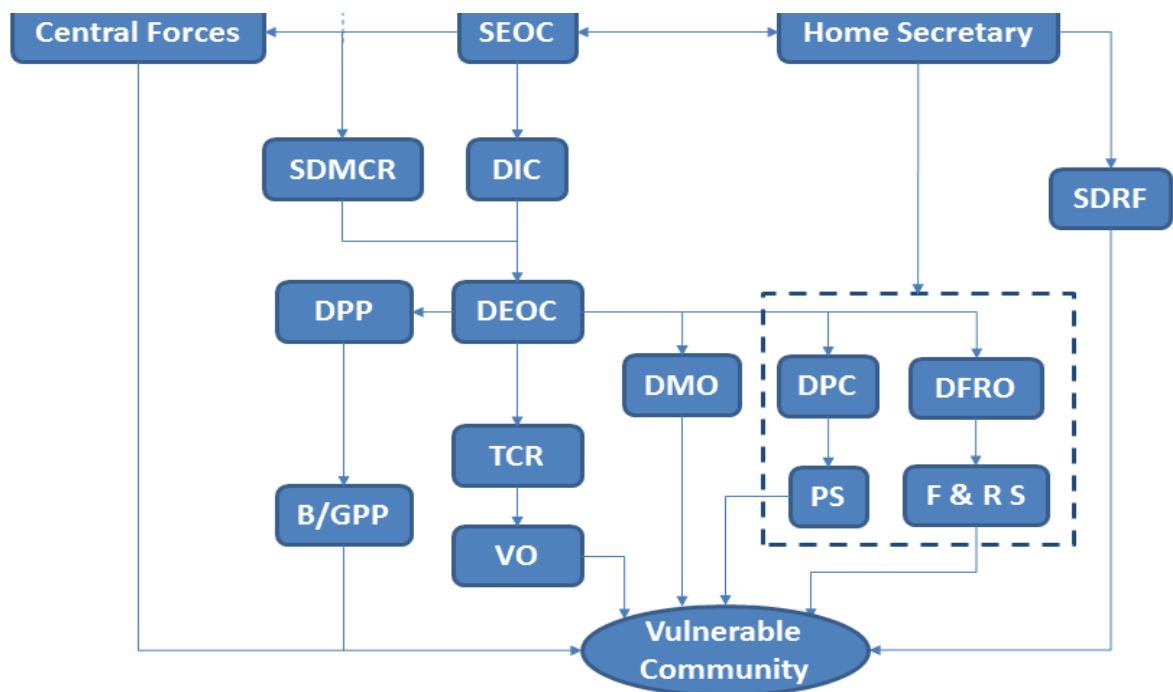 Central Forces
SEOC
Home Secretary
SDMCR
DIC
SDRF
DPP
DEOC
DMO
DPC
DFRO
TCR
B/GPP
PS
F & R S
VO
Vulnerable
Community